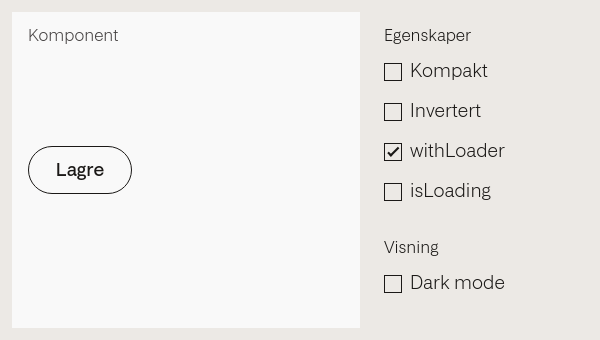 Komponent
Lagre
Egenskaper
Kompakt
Invertert
withLoader
isLoading
Visning
Dark mode